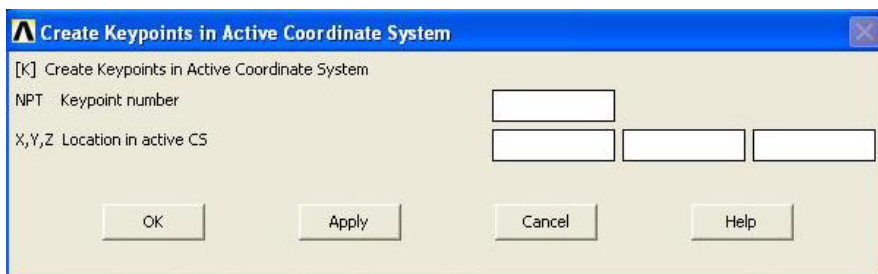 Create Keypoints in Active Coordinate System
[K] Create Keypoints in Active Coordinate System
NPT Keypoint number
X,Y,Z Location in active CS
OK Apply Cancel Help